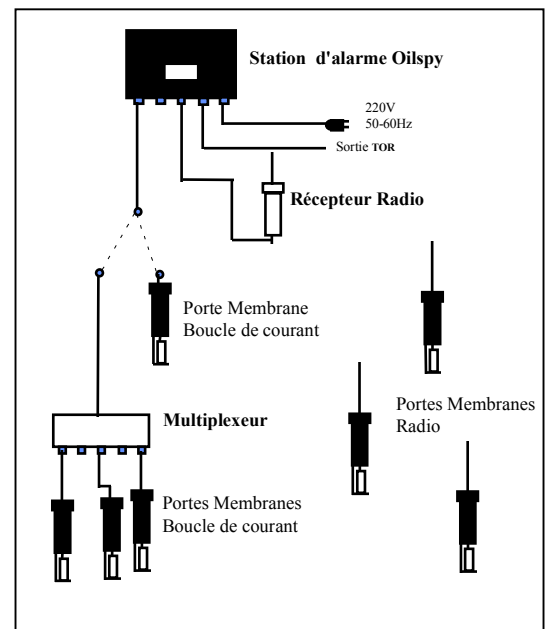 Station d'alarme Oilspy
220V
50-60Hz
Sortie TOR
Récepteur Radio
Porte Membrane
Boucle de courant
Portes Membranes
Radio
Multiplexeur
Portes Membranes
Boucle de courant